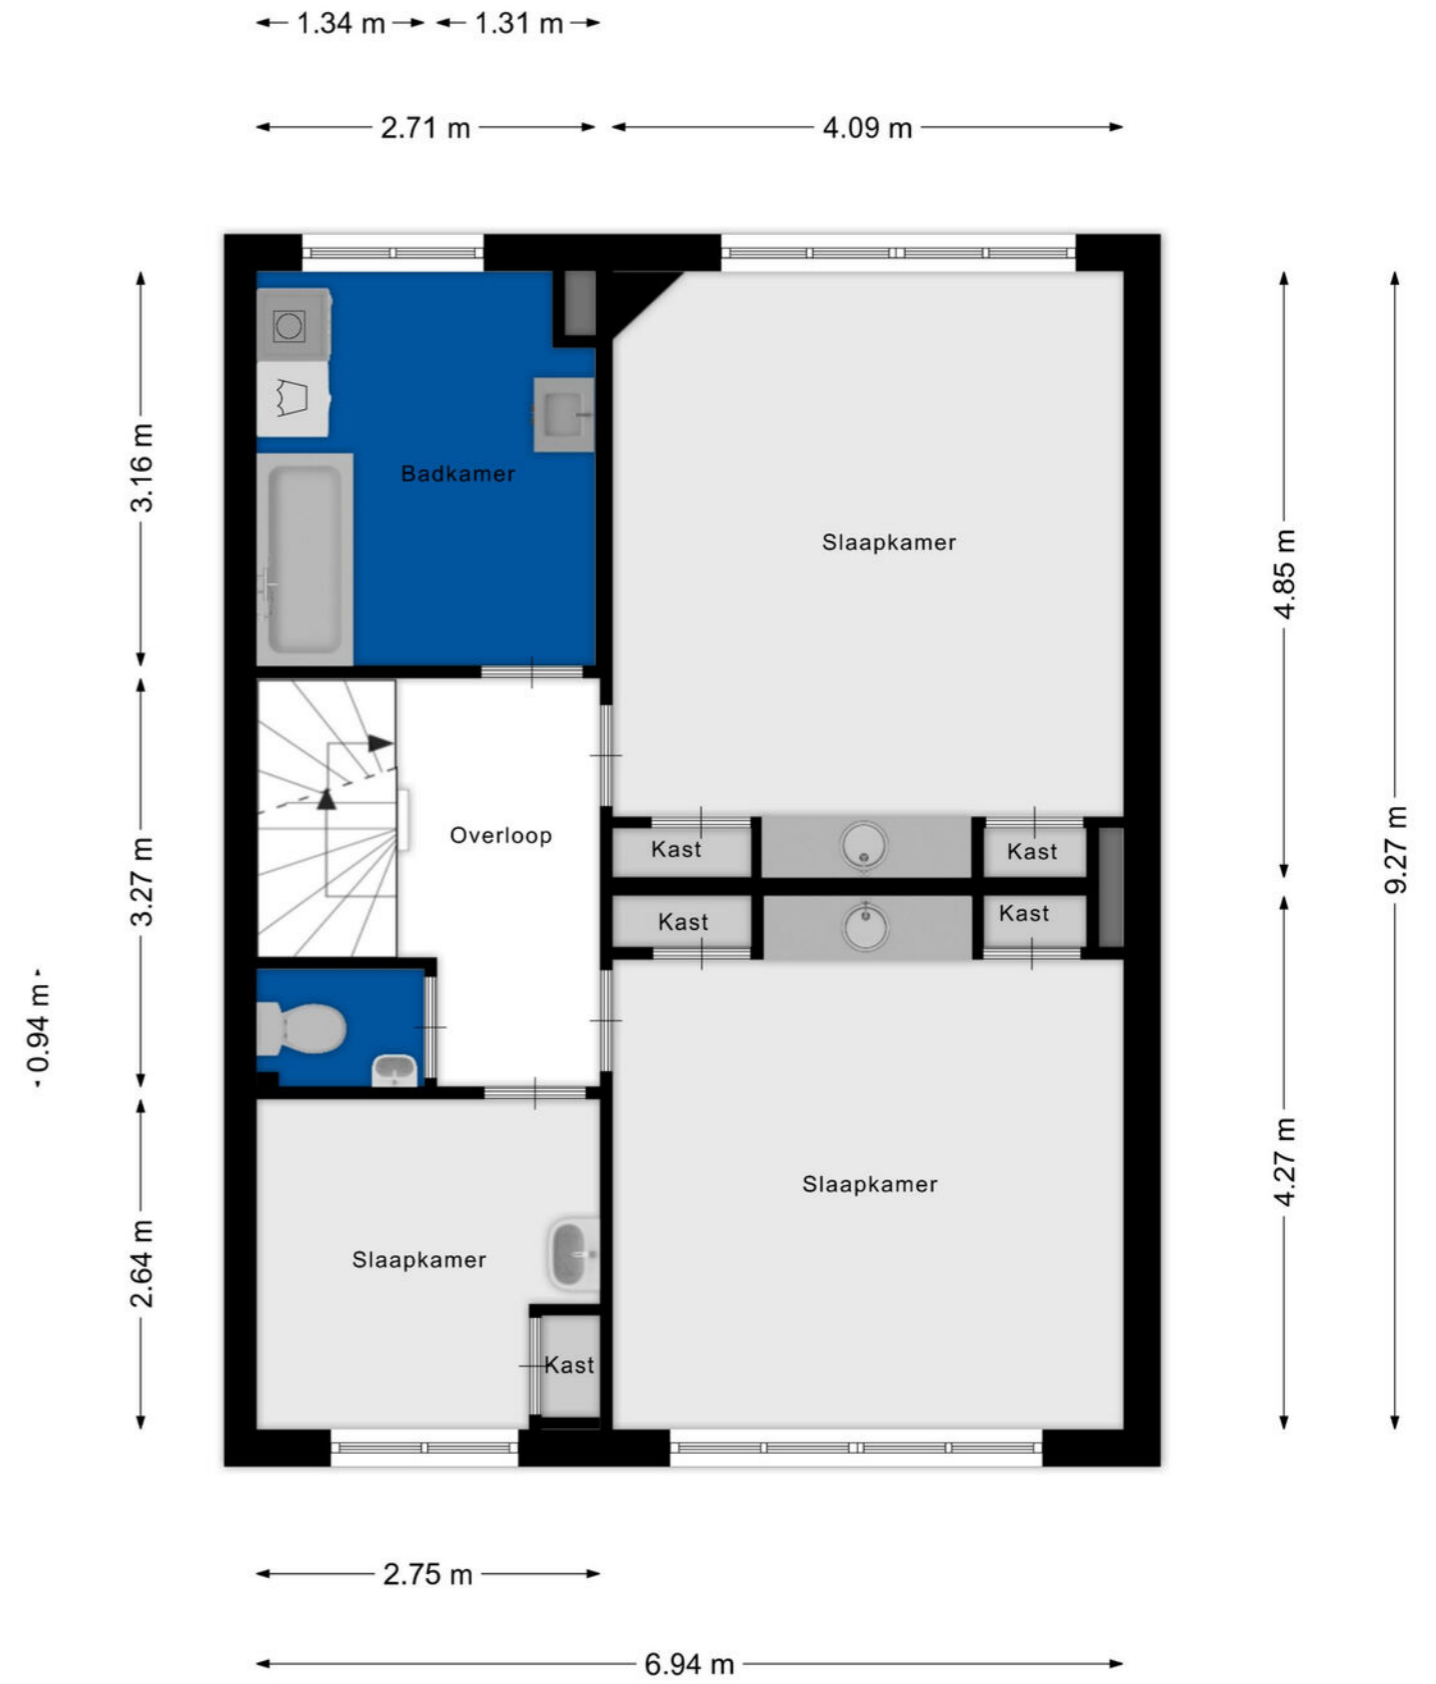 1.34 m 1.31 m
2.71 m 4.09 m
Badkamer
3.16 m
Slaapkamer
4.85 m
Overloop
Kast
Kast
3.27 m
9.27 m
Kast
Kast
0.94 m
Slaapkamer
4.27 m
Slaapkamer
2.64 m
Kast
2.75 m
6.94 m